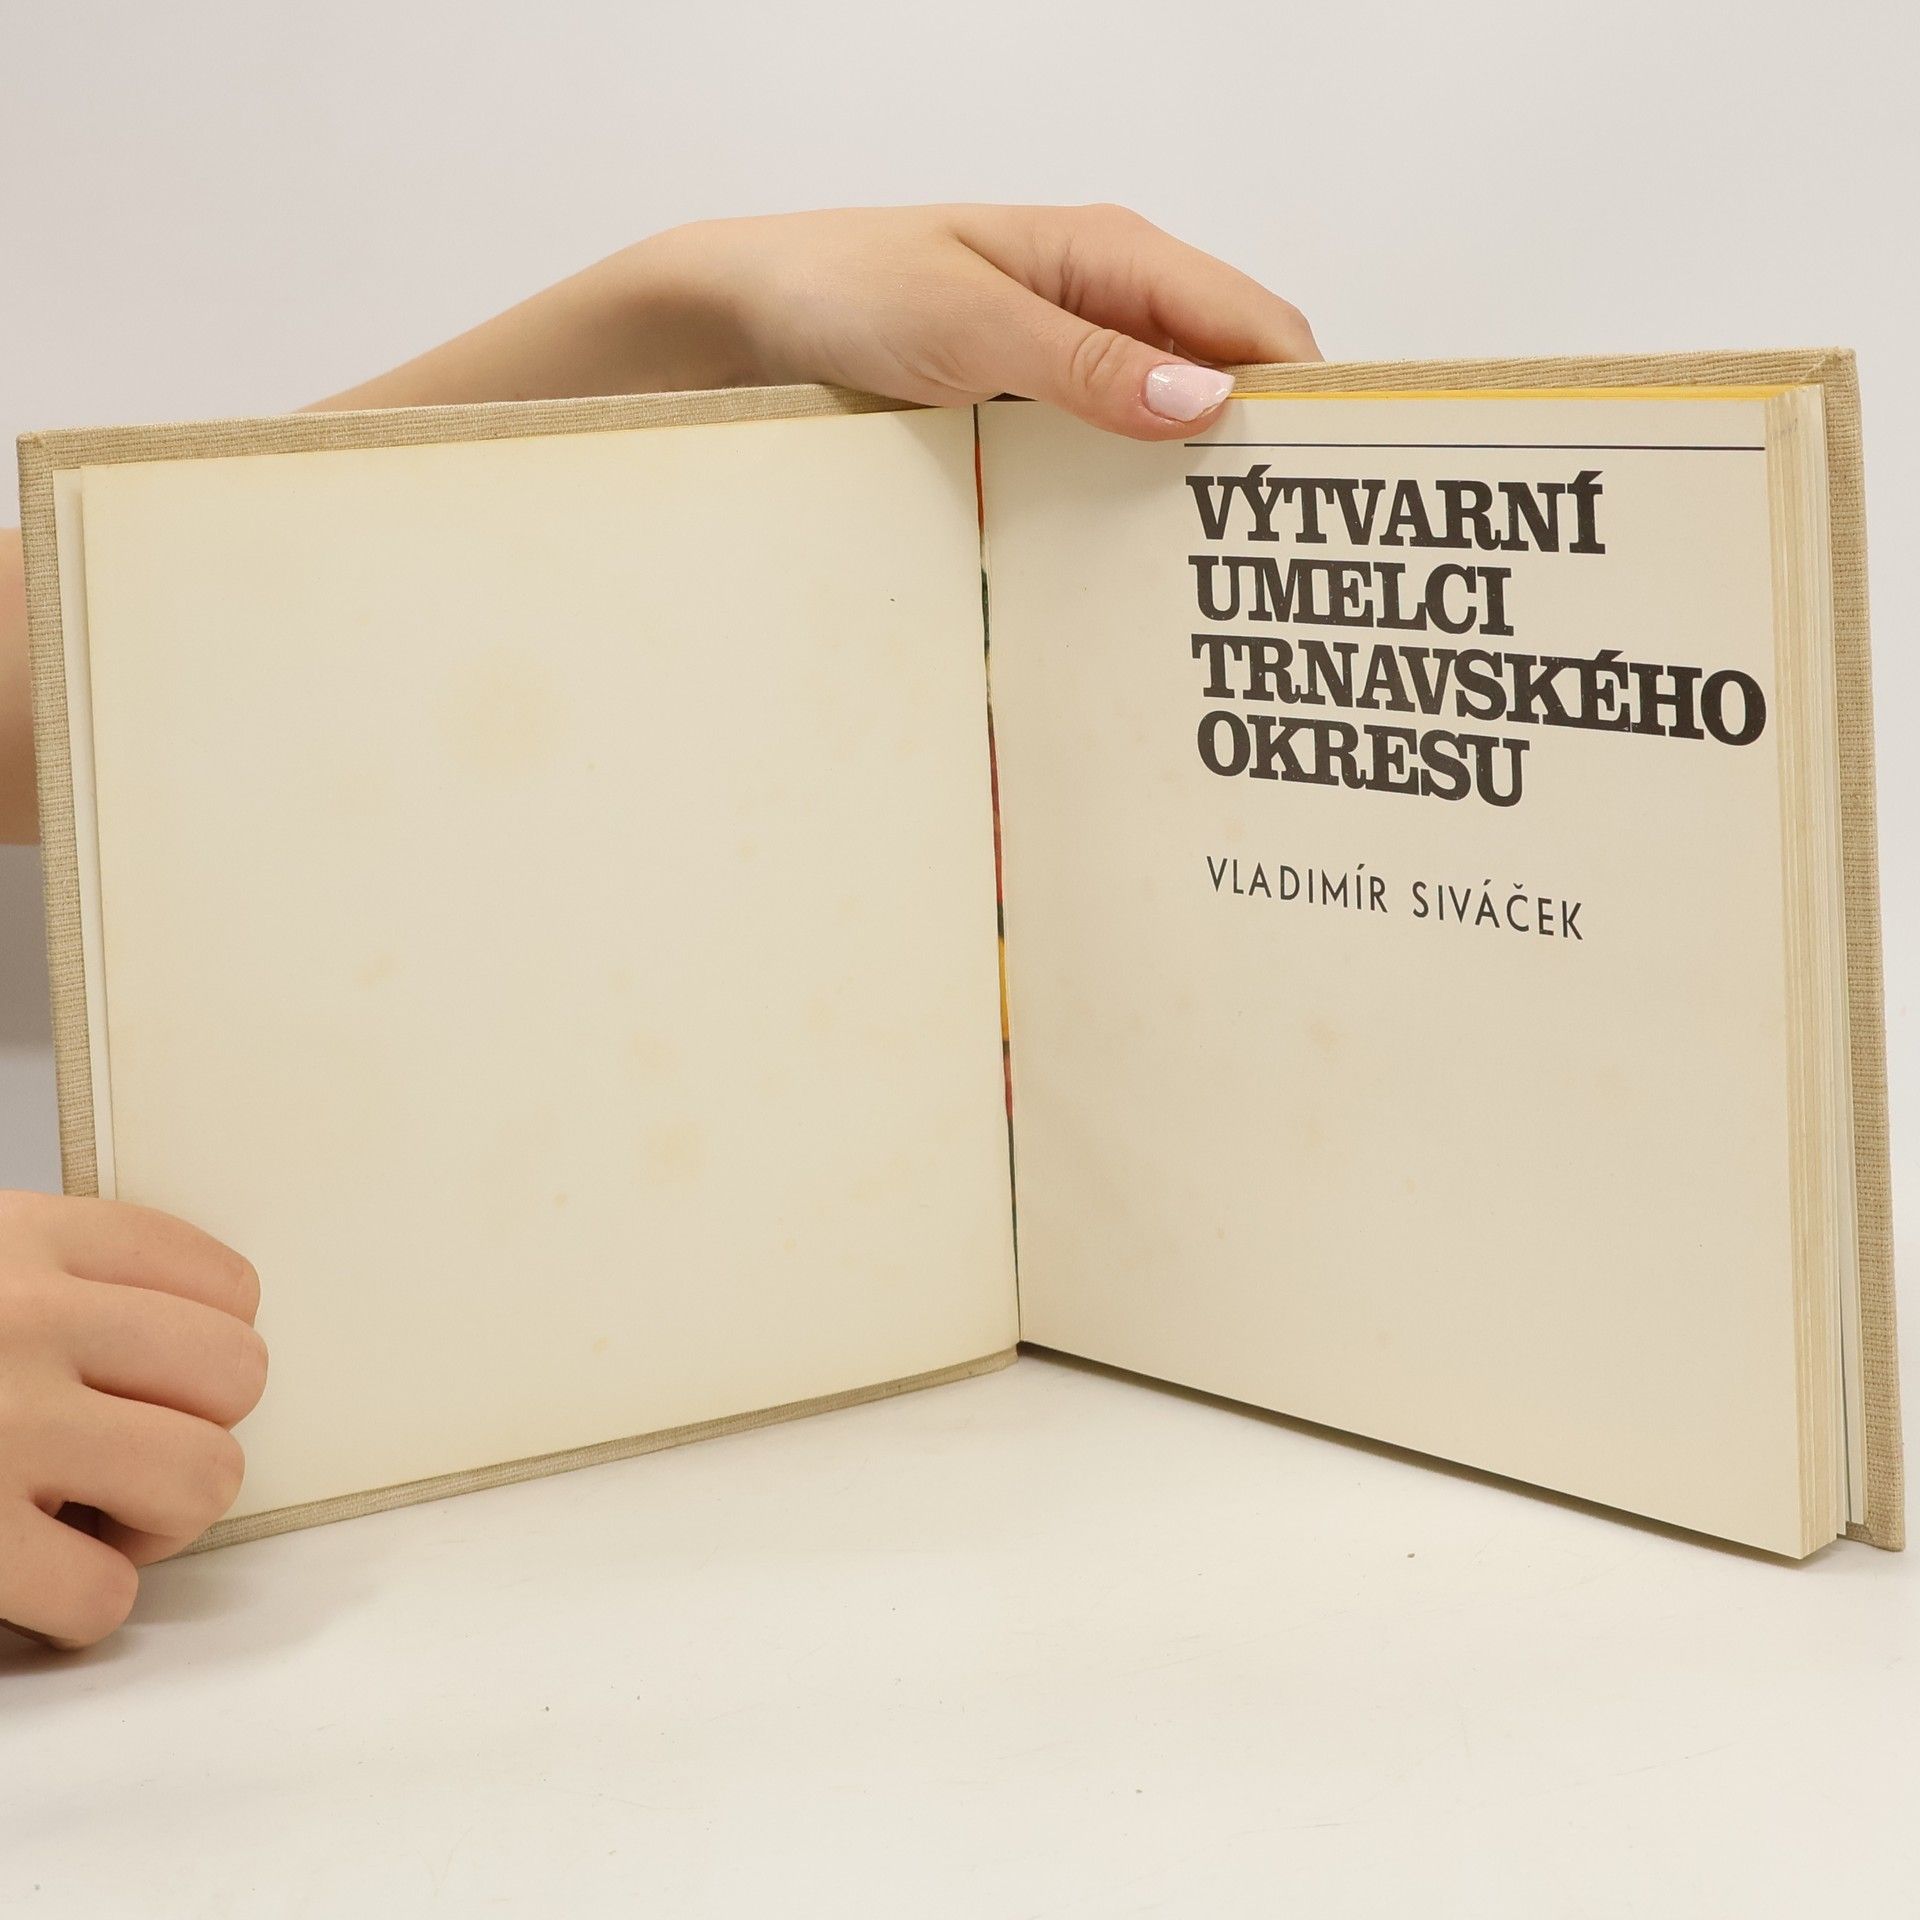 VÝTVARNÍ
UMELCI
TRNAVSKÉHO
OKRESU
VLADIMÍR SIVÁČEK